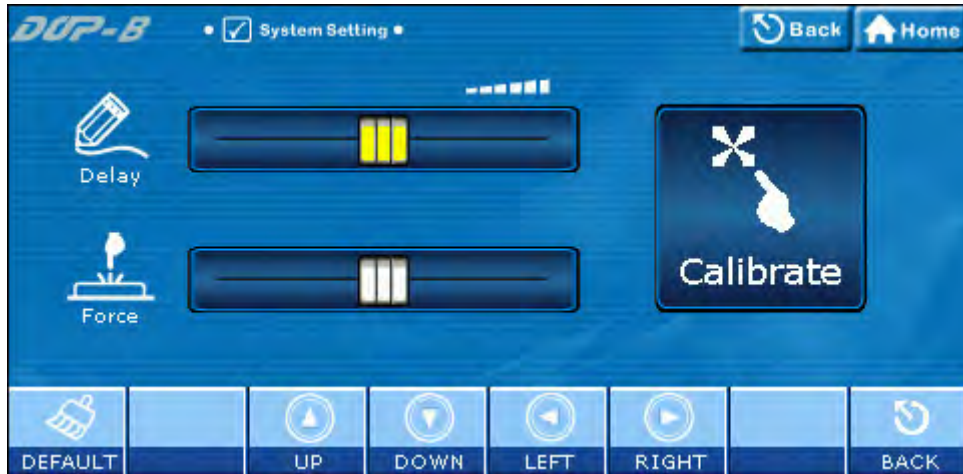 DOP-B
• System Setting •
Back
Home
Delay
Force
Calibrate
DEFAULT
UP
DOWN
LEFT
RIGHT
BACK